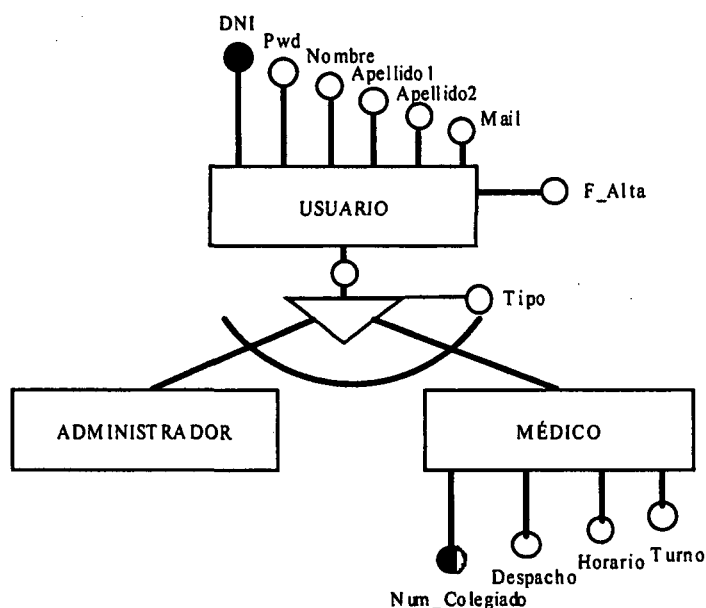 DNI
Pwd
Nombre
Apellido1
Apellido2
Mail
F_Alta
USUARIO
Tipo
ADMINISTRADOR
MÉDICO
Num_Colegiado
Despacho
Horario
Turno